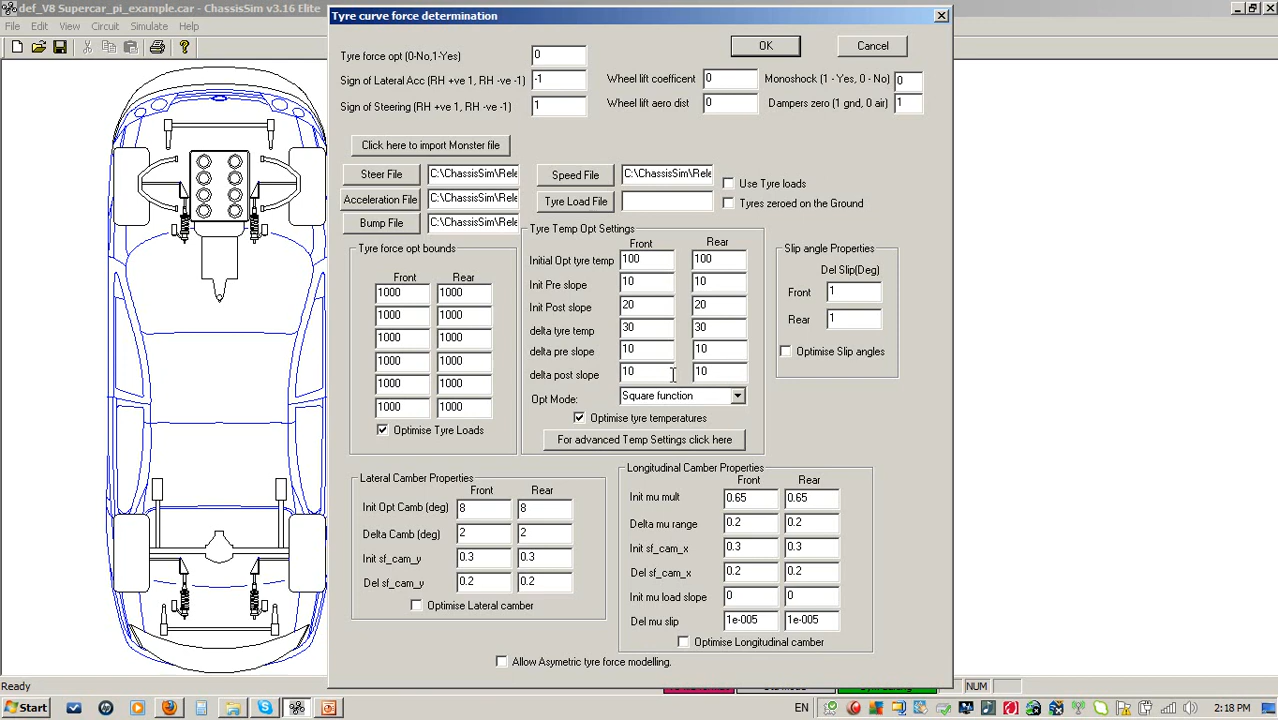 def_V8 Supercar_pi_example.car - ChassisSim v3.16 Elite
File Edit View Circuit Simulate Help
Tyre curve force determination
Tyre force opt (0-No,1-Yes) 0
OK Cancel
Sign of Lateral Acc (RH +ve 1, RH -ve -1) -1
Wheel lift coefficent 0 Monoshock (1 - Yes, 0 - No) 0
Sign of Steering (RH +ve 1, RH -ve -1) 1
Wheel lift aero dist 0 Dampers zero (1 gnd, 0 air) 1
Click here to import Monster file
Steer File C:\ChassisSim\Rele Speed File C:\ChassisSim\Rele Use Tyre loads
Acceleration File C:\ChassisSim\Rele Tyre Load File Tyres zeroed on the Ground
Bump File C:\ChassisSim\Rele
Tyre force opt bounds
Front Rear
1000 1000
1000 1000
1000 1000
1000 1000
1000 1000
1000 1000
Optimise Tyre Loads
Tyre Temp Opt Settings
Front Rear
Initial Opt tyre temp 100 100
Init Pre slope 10 10
Init Post slope 20 20
delta tyre temp 30 30
delta pre slope 10 10
delta post slope 10 10
Opt Mode: Square function
Optimise tyre temperatures
For advanced Temp Settings click here
Slip angle Properties
Del Slip(Deg)
Front 1
Rear 1
Optimise Slip angles
Lateral Camber Properties
Front Rear
Init Opt Camb (deg) 8 8
Delta Camb (deg) 2 2
Init sf_cam_y 0.3 0.3
Del sf_cam_y 0.2 0.2
Optimise Lateral camber
Longitudinal Camber Properties
Front Rear
Init mu mult 0.65 0.65
Delta mu range 0.2 0.2
Init sf_cam_x 0.3 0.3
Del sf_cam_x 0.2 0.2
Init mu load slope 0 0
Del mu slip 1e-005 1e-005
Optimise Longitudinal camber
Allow Asymetric tyre force modelling.
Ready NUM
Start EN 2:18 PM